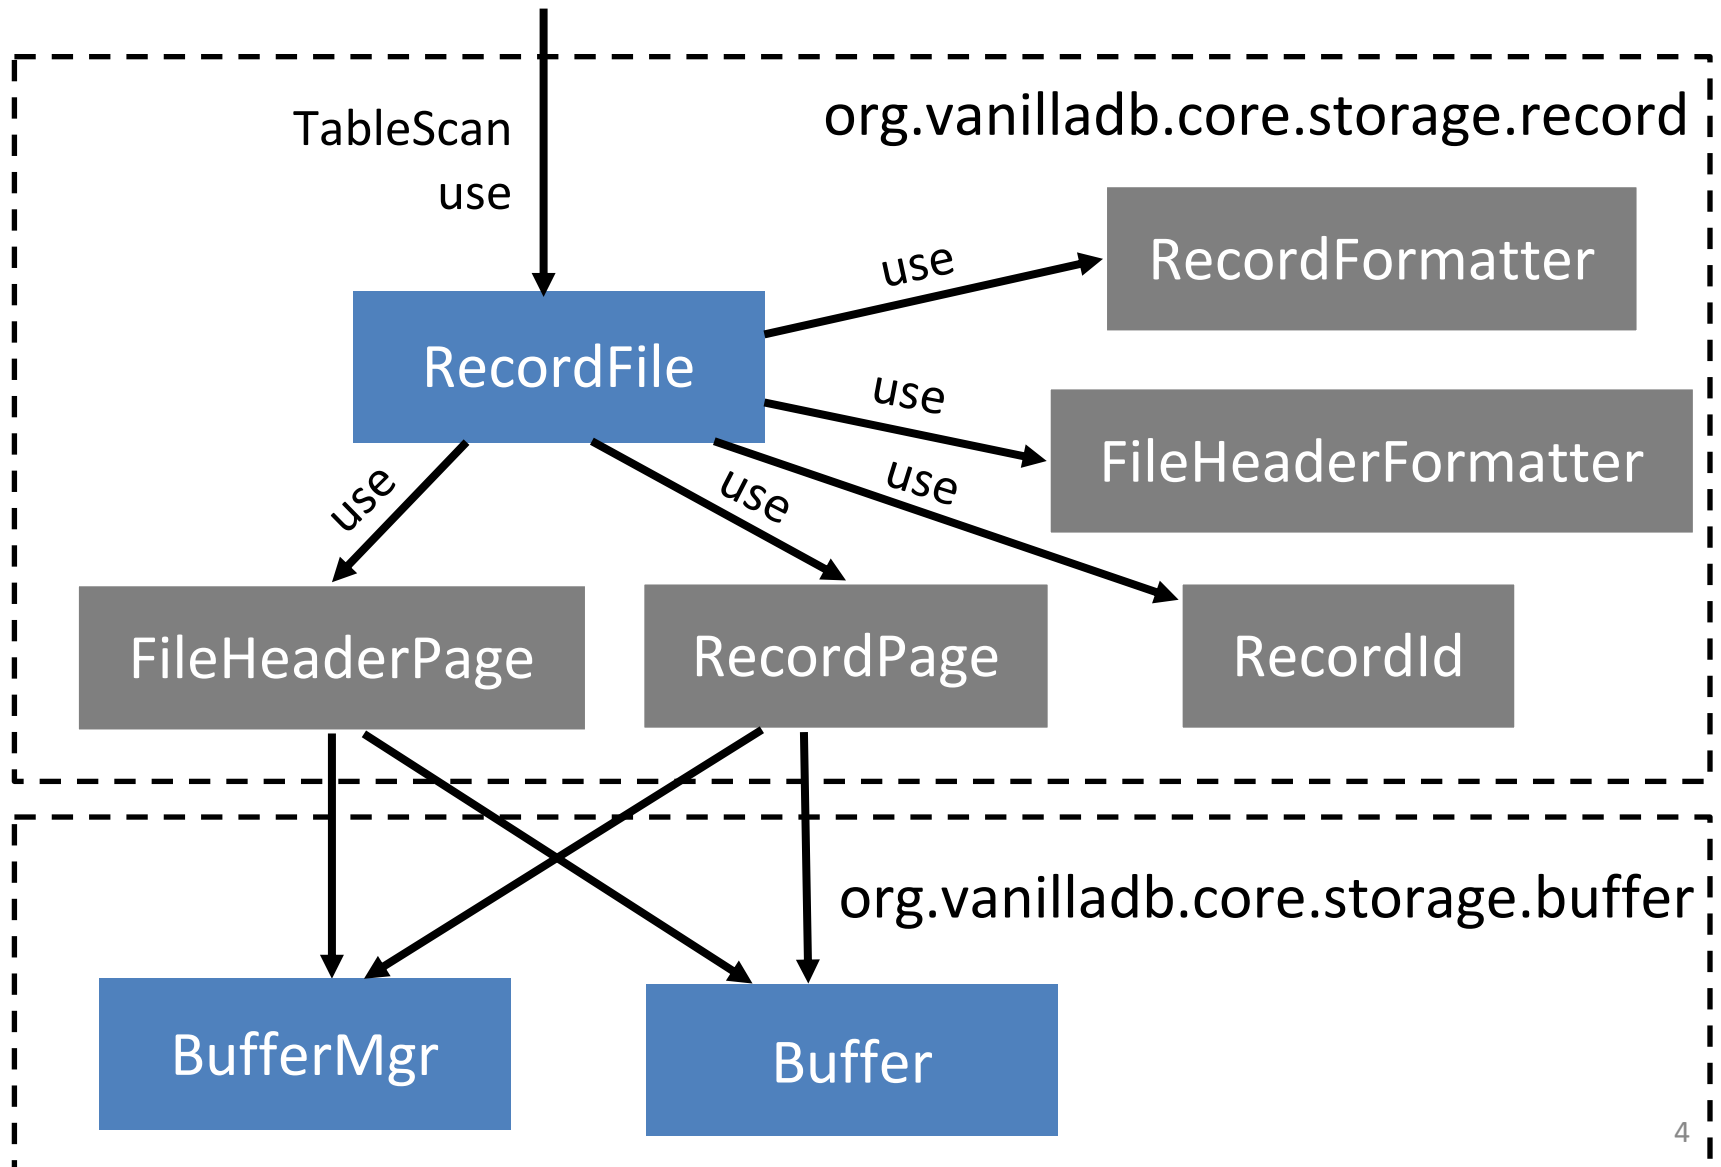 TableScan
use
org.vanilladb.core.storage.record
RecordFormatter
use
RecordFile
use
FileHeaderFormatter
use
use
use
FileHeaderPage
RecordPage
RecordId
org.vanilladb.core.storage.buffer
BufferMgr
Buffer
4